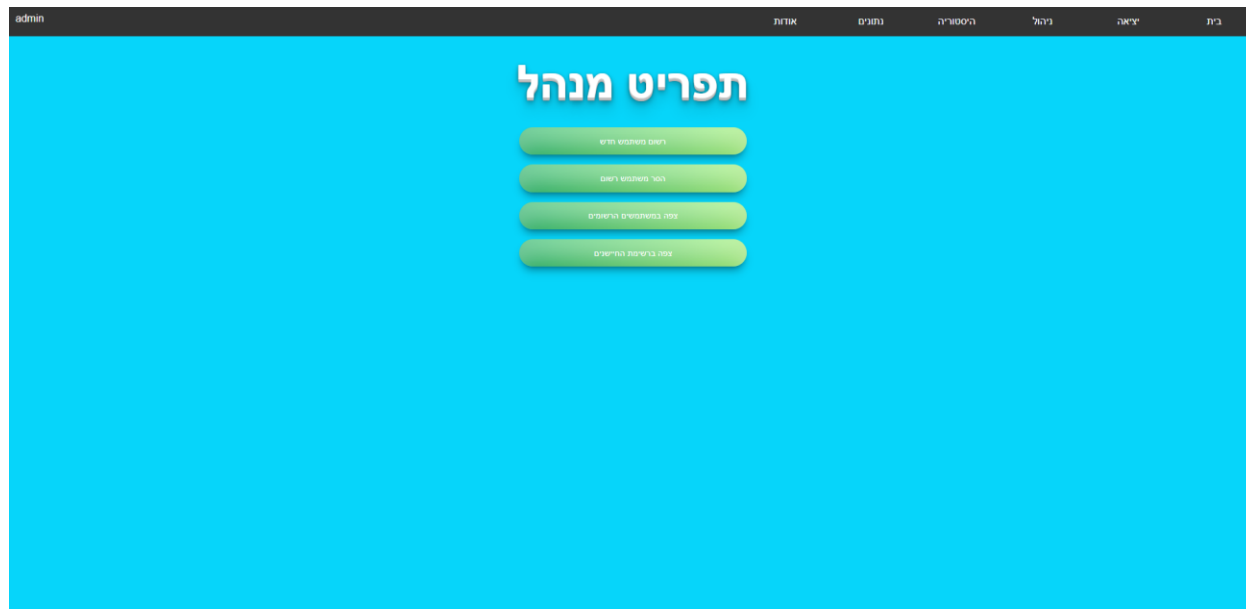 בית יציאה ניהול היסטוריה נתונים אודות admin
תפריט מנהל
רשום משתמש חדש
הסר משתמש רשום
צפה במשתמשים הרשומים
צפה ברשימת החיישנים